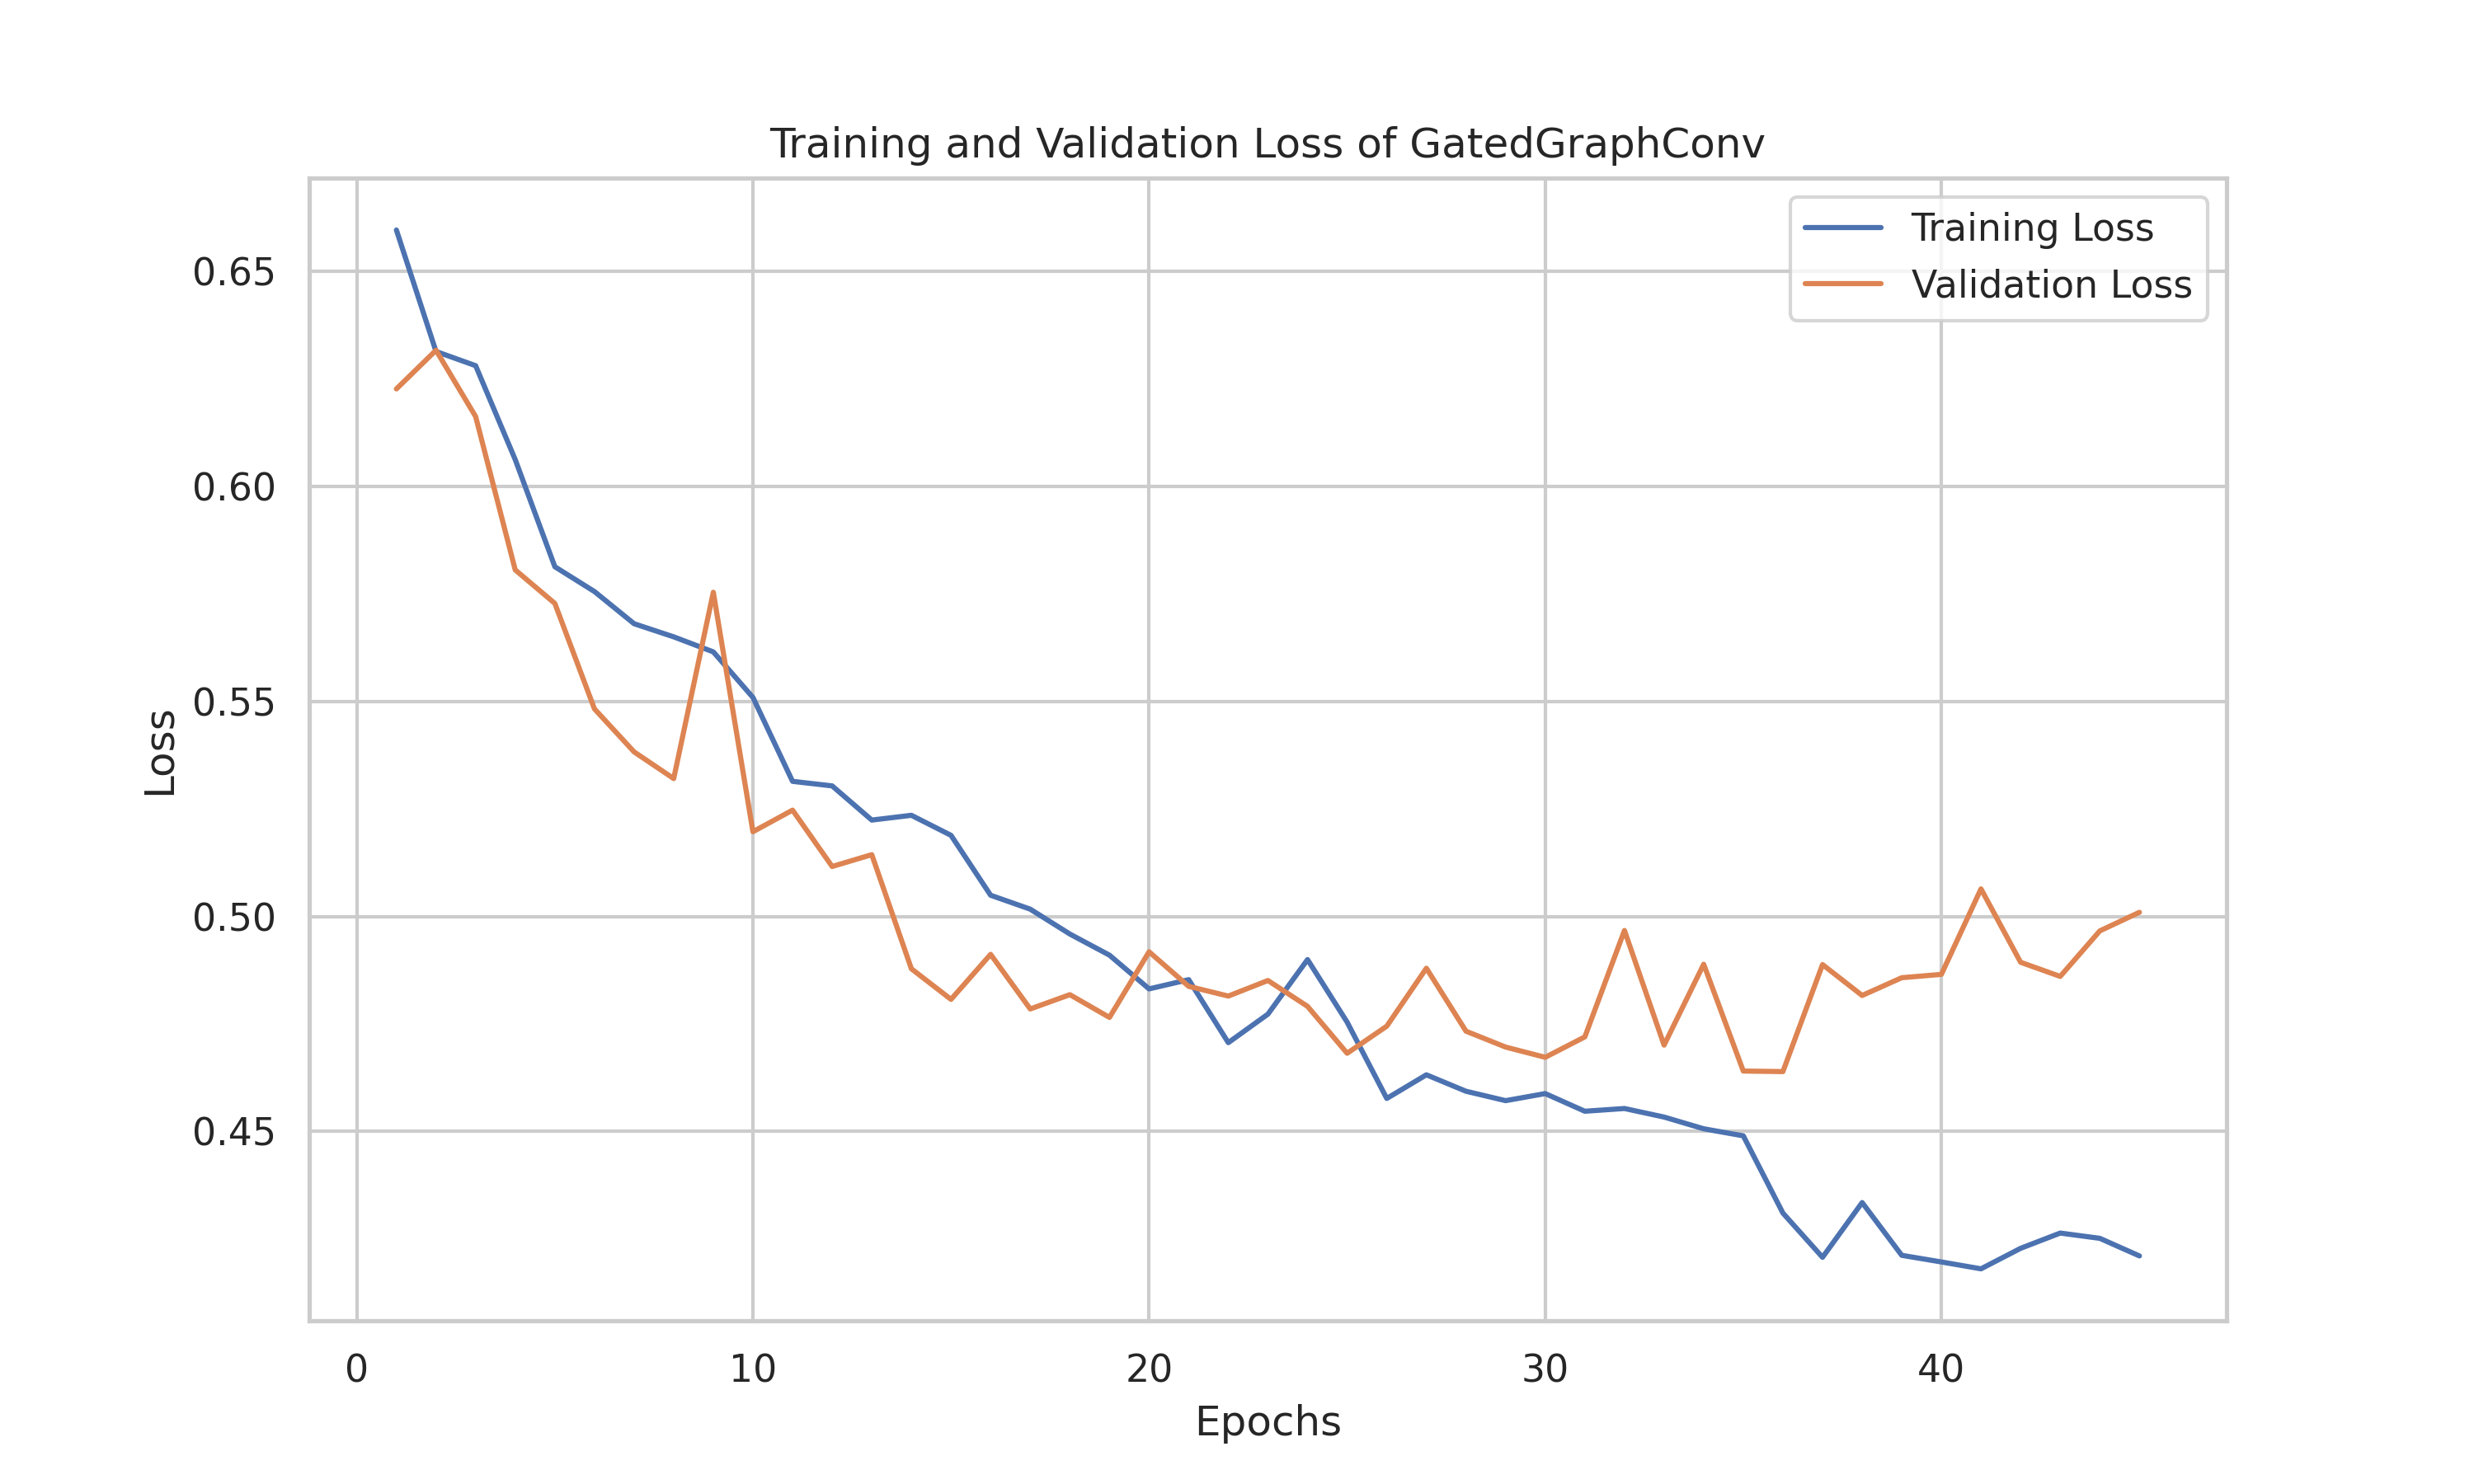 Training and Validation Loss of GatedGraphConv
Training Loss
Validation Loss
0.65
0.60
0.55
0.50
0.45
Loss
0 10 20 30 40
Epochs